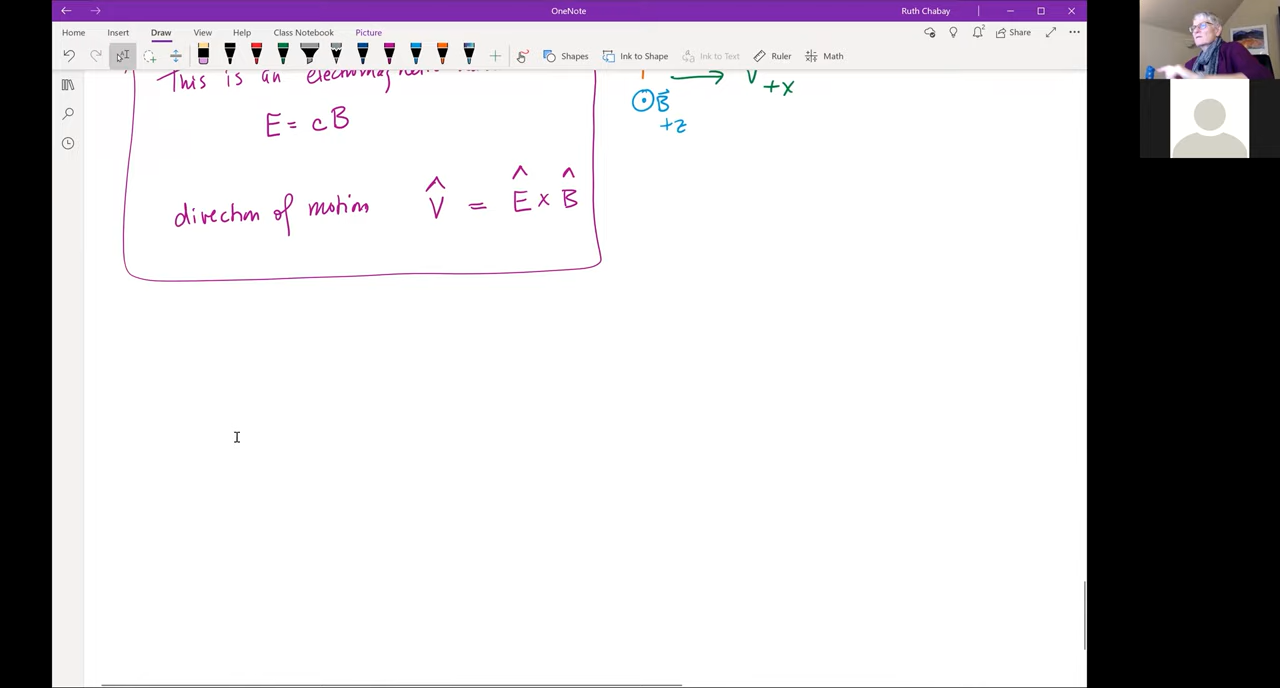 OneNote
Ruth Chabay
Home Insert Draw View Help Class Notebook Picture
Share
Shapes Ink to Shape Ink to Text Ruler Math
This is an
E = cB
direction of motion V̂ = Ê × B̂
V
+x
B⃗
+z